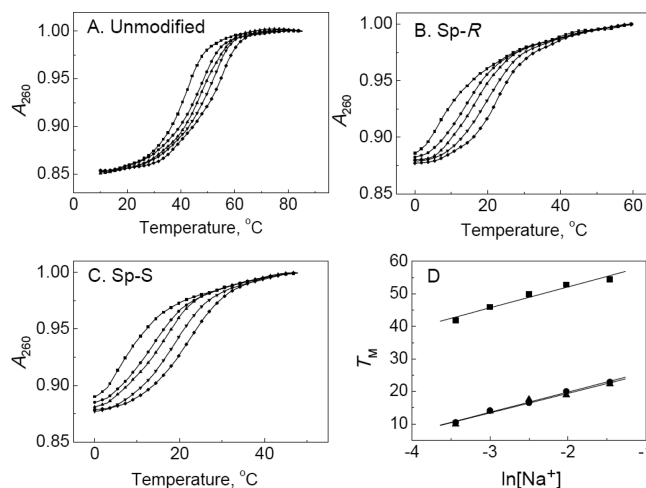 A. Unmodified
1.00
0.95
0.90
0.85
A260
0 20 40 60 80
Temperature, °C
B. Sp-R
1.00
0.95
0.90
0.85
A260
0 20 40 60
Temperature, °C
C. Sp-S
1.00
0.95
0.90
0.85
A260
0 20 40
Temperature, °C
D
60
50
40
30
20
10
0
TM
-4 -3 -2 -1
ln[Na+]